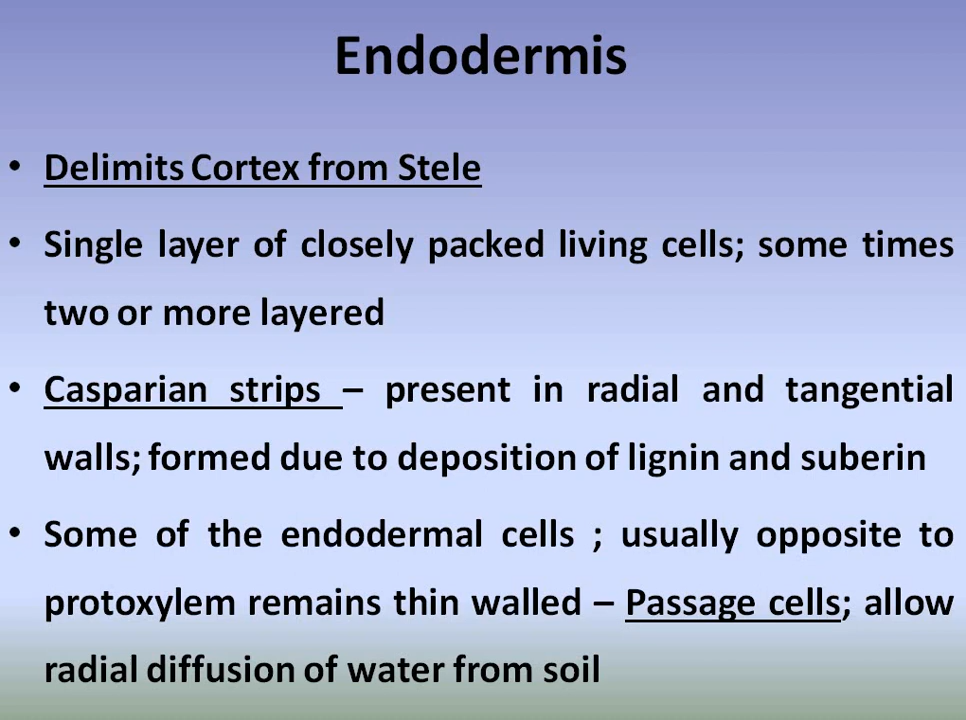 Endodermis
• Delimits Cortex from Stele
• Single layer of closely packed living cells; some times
two or more layered
• Casparian strips – present in radial and tangential
walls; formed due to deposition of lignin and suberin
• Some of the endodermal cells ; usually opposite to
protoxylem remains thin walled – Passage cells; allow
radial diffusion of water from soil